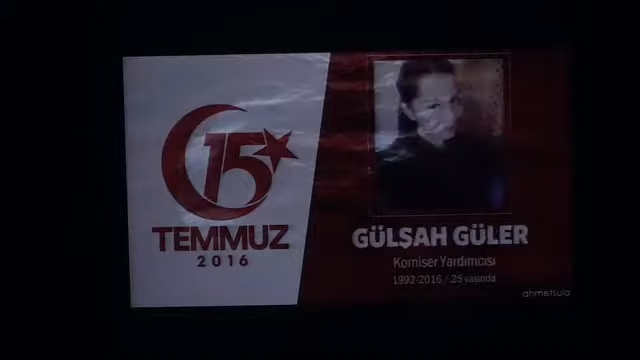 15
TEMMUZ
2016
GÜLŞAH GÜLER
Komiser Yardımcısı
1992-2016 / 25 yaşında
ahmetsula